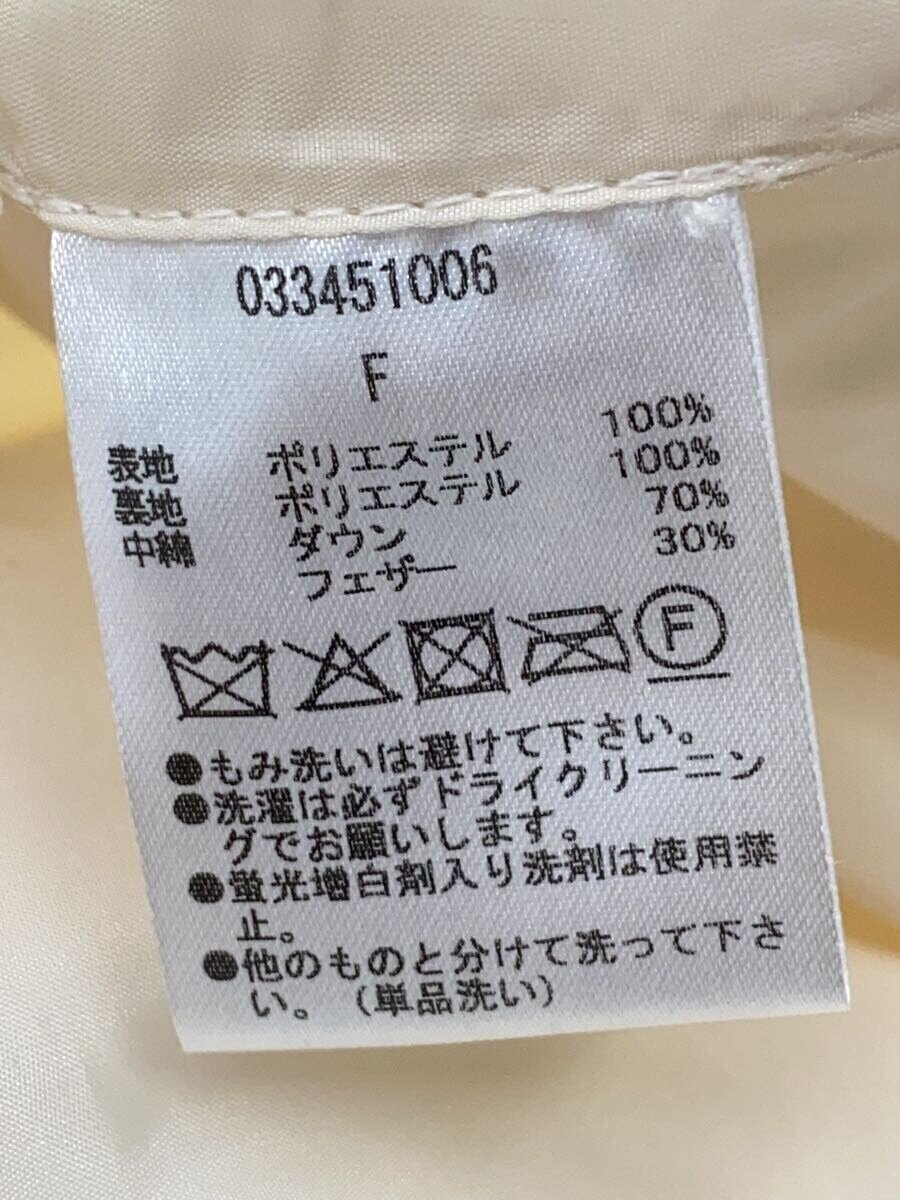 033451006
F
表地 ポリエステル 100%
裏地 ポリエステル 100%
中綿 ダウン 70%
フェザー 30%
F
●もみ洗いは避けて下さい。
●洗濯は必ずドライクリーニン
グでお願いします。
●蛍光増白剤入り洗剤は使用禁
止。
●他のものと分けて洗って下さ
い。(単品洗い)